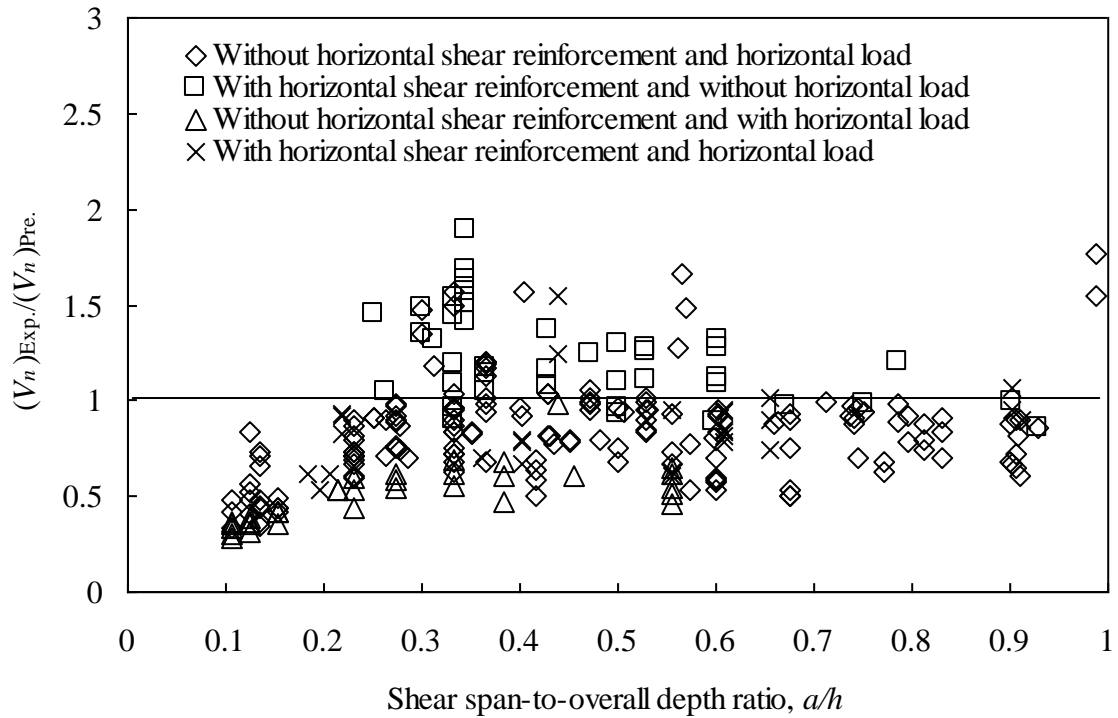 3
◇ Without horizontal shear reinforcement and horizontal load
□ With horizontal shear reinforcement and without horizontal load
△ Without horizontal shear reinforcement and with horizontal load
× With horizontal shear reinforcement and horizontal load
2.5
2
1.5
1
0.5
0
(Vn)Exp./(Vn)Pre.
0 0.1 0.2 0.3 0.4 0.5 0.6 0.7 0.8 0.9 1
Shear span-to-overall depth ratio, a/h